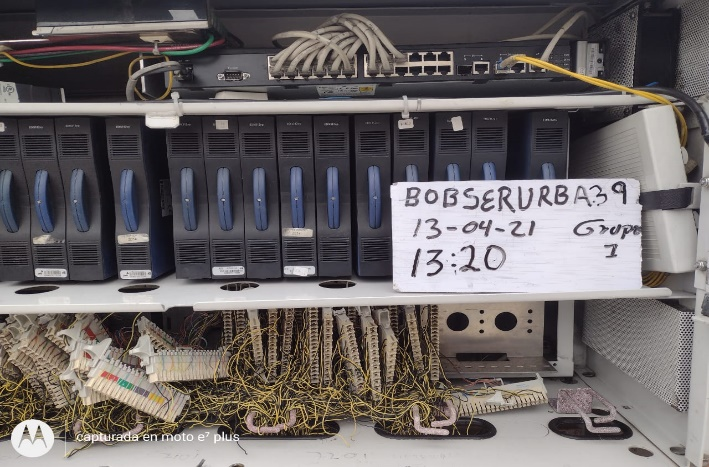 BOBSERURBA39
13-04-21 Grupo
1
13:20
capturada en moto e⁷ plus